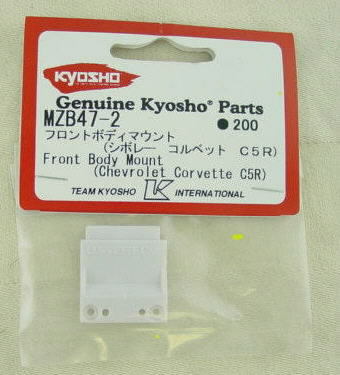 KYOSHO
Genuine Kyosho® Parts
MZB47-2 ●200
フロントボディマウント
(シボレー コルベット C5R)
Front Body Mount
(Chevrolet Corvette C5R)
TEAM KYOSHO K INTERNATIONAL